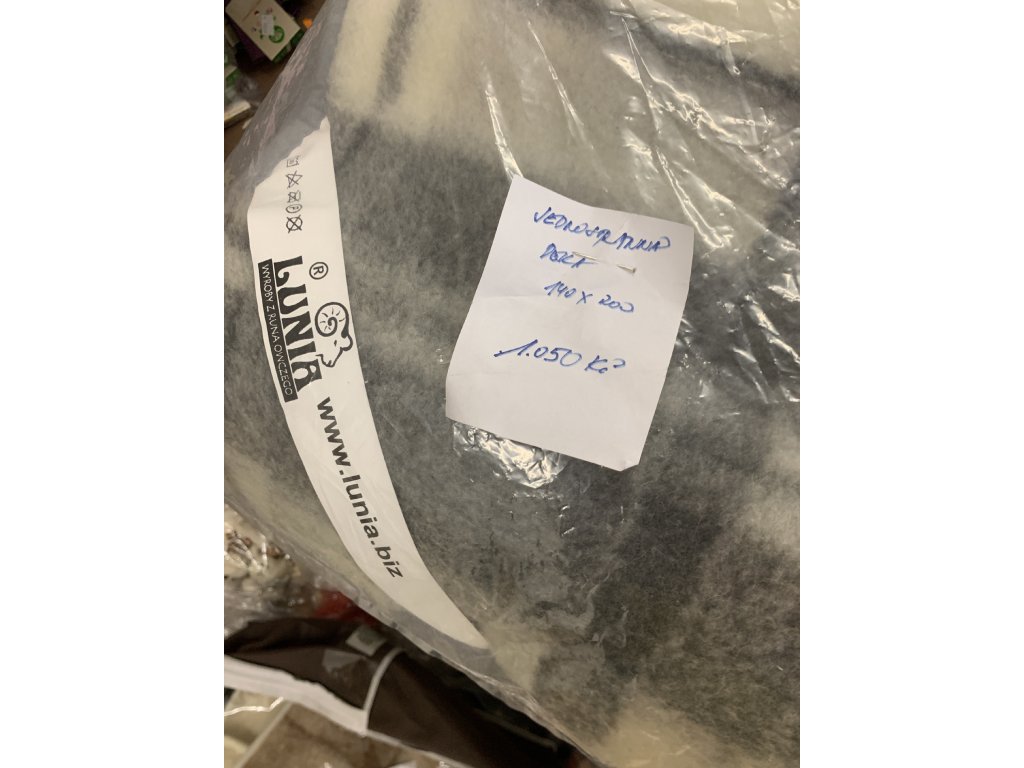 LUNIA®
WYROBY Z RUNA OWCZEGO
www.lunia.biz
JEDNOSTRANNÁ
DEKA
140 x 200
1.050 Kč